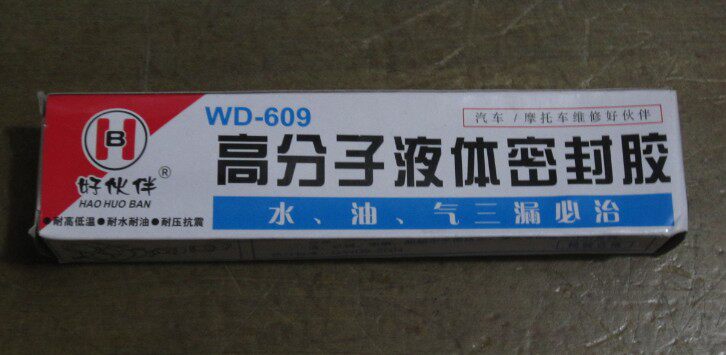 B
H
好伙伴®
HAO HUO BAN
●耐高低温●耐水耐油●耐压抗震
WD-609
汽车/摩托车维修好伙伴
高分子液体密封胶
水、油、气三漏必治